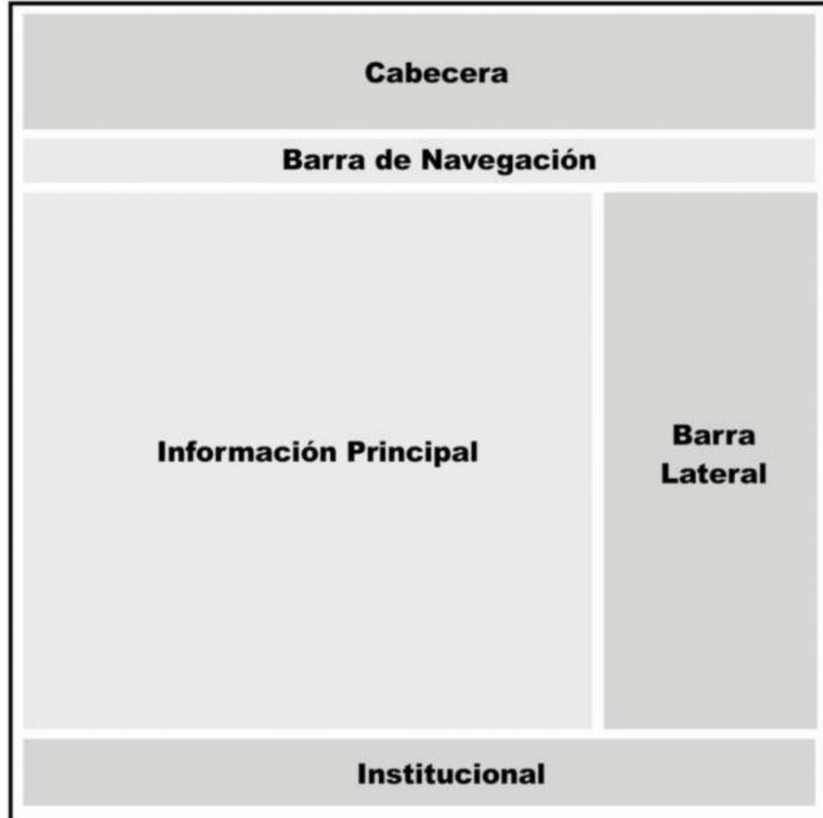 Cabecera
Barra de Navegación
Información Principal
Barra
Lateral
Institucional